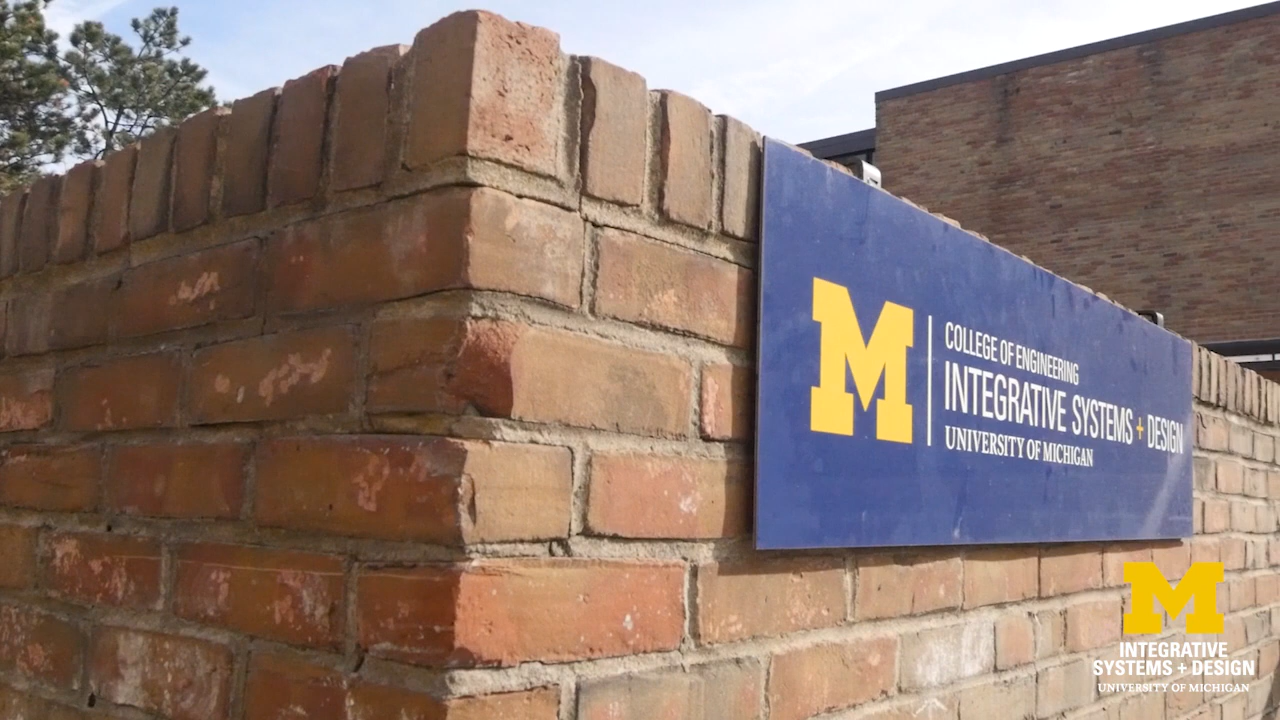 M
COLLEGE OF ENGINEERING
INTEGRATIVE SYSTEMS + DESIGN
UNIVERSITY OF MICHIGAN
M
INTEGRATIVE
SYSTEMS + DESIGN
UNIVERSITY OF MICHIGAN